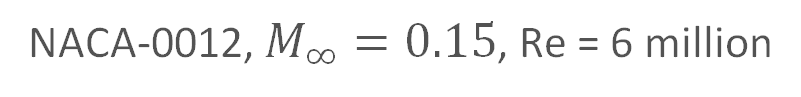 NACA-0012, M∞ = 0.15, Re = 6 million